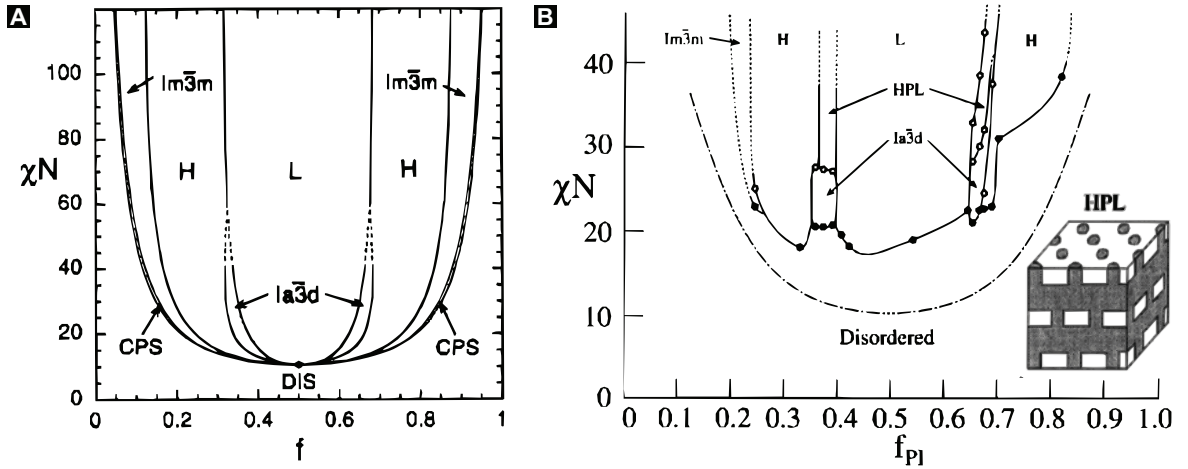 A
100
80
χN
60
40
20
0
0 0.2 0.4 0.6 0.8 1
f
Im3̅m
Im3̅m
H
L
H
Ia3̅d
CPS
CPS
DIS
B
χN
40
30
20
10
0
0 0.1 0.2 0.3 0.4 0.5 0.6 0.7 0.8 0.9 1.0
f_PI
Im3̅m
H
L
H
HPL
Ia3̅d
Disordered
HPL